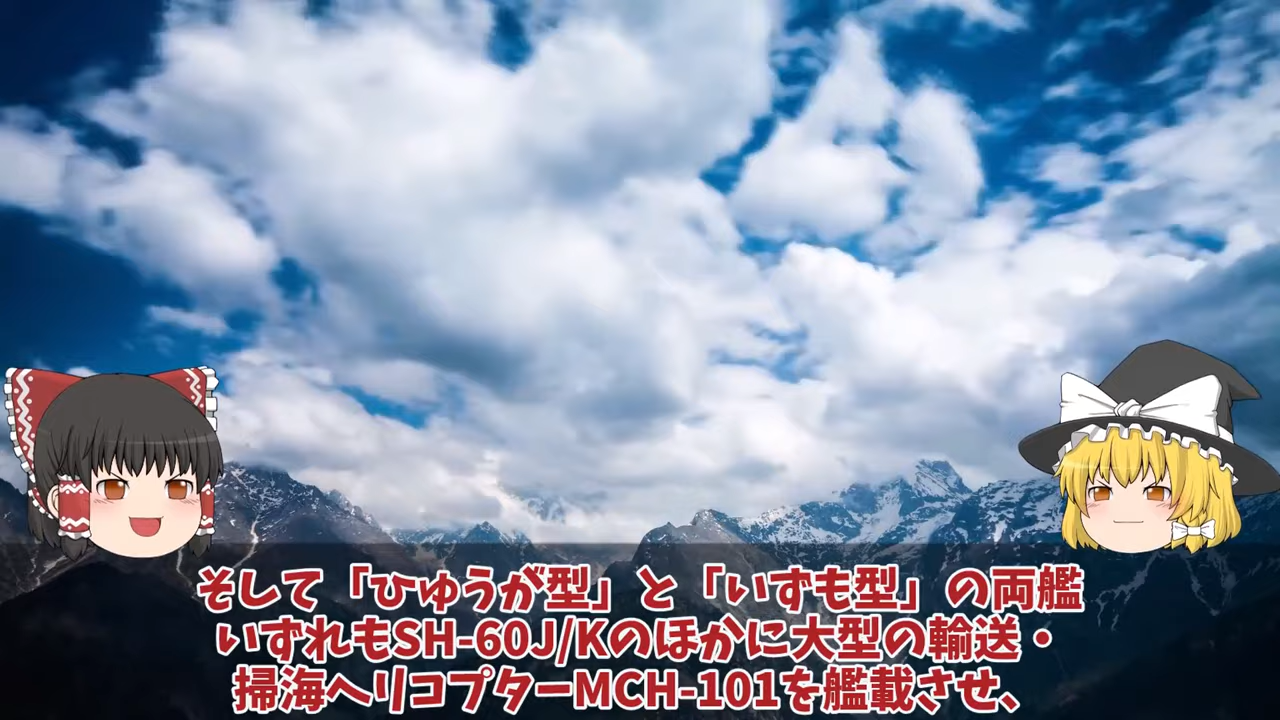 そして「ひゅうが型」と「いずも型」の両艦
いずれもSH-60J/Kのほかに大型の輸送・
掃海ヘリコプターMCH-101を艦載させ、